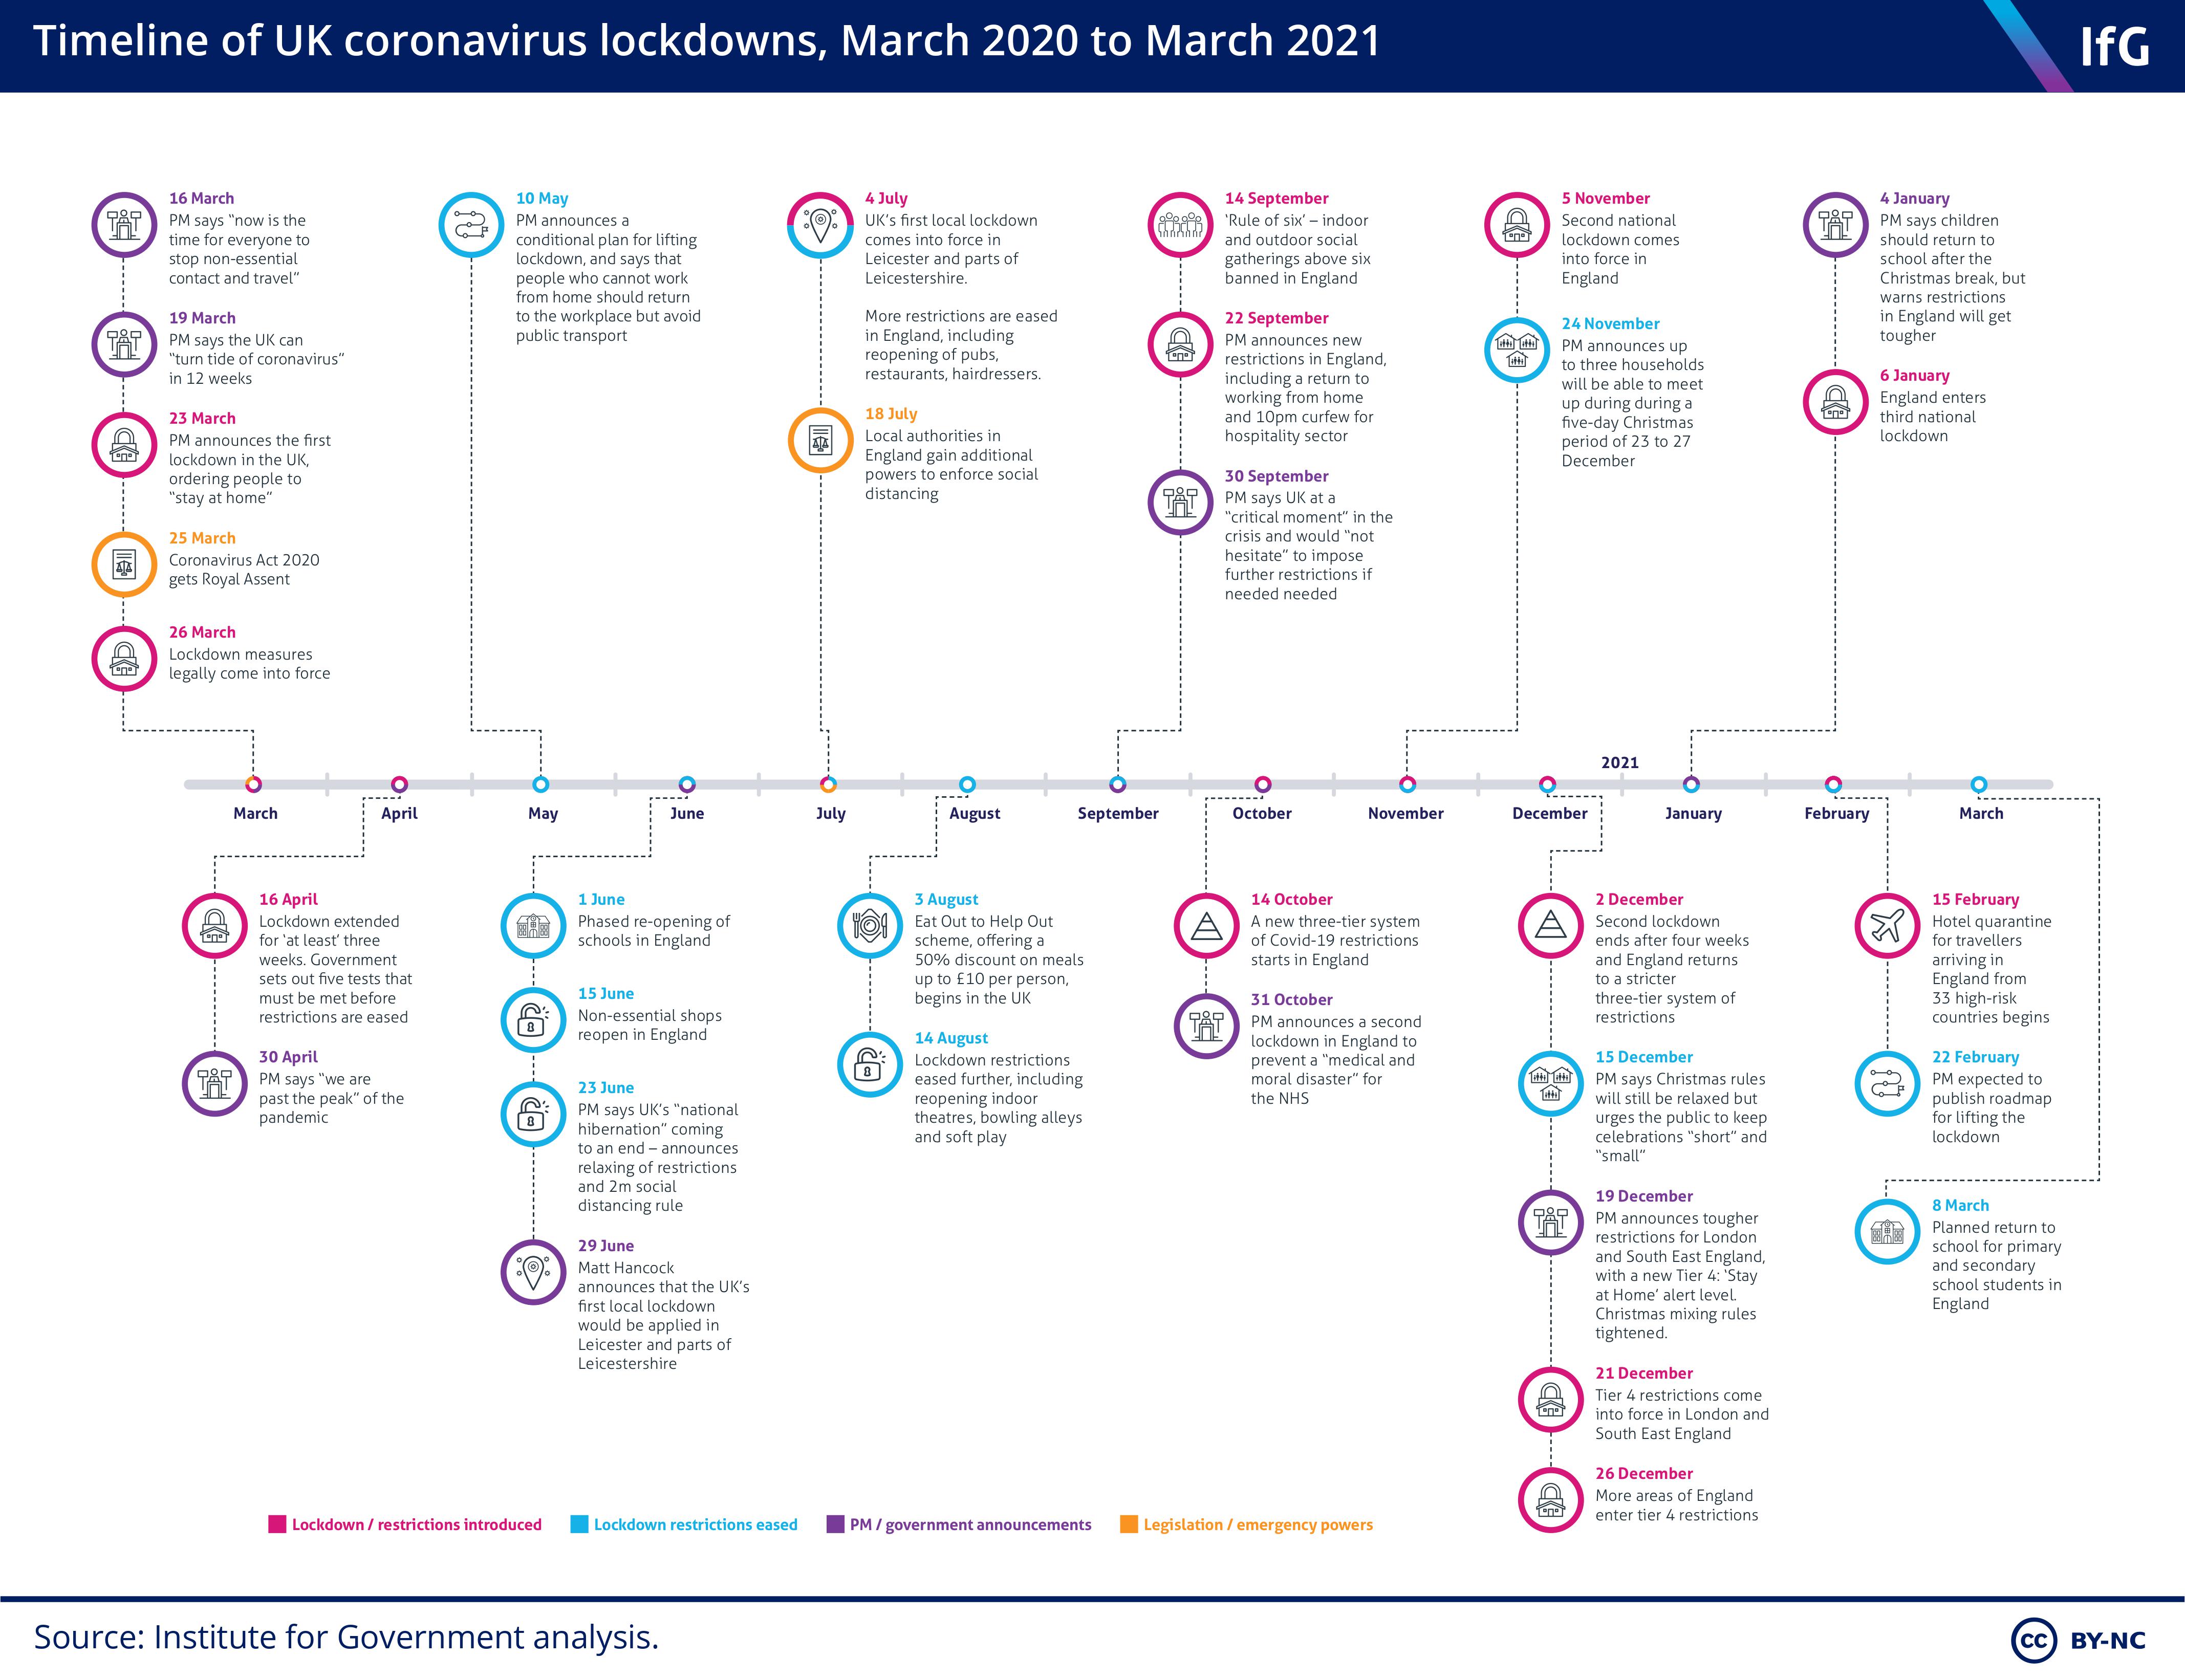 Timeline of UK coronavirus lockdowns, March 2020 to March 2021
IfG
16 March
PM says “now is the
time for everyone to
stop non-essential
contact and travel”
19 March
PM says the UK can
“turn tide of coronavirus”
in 12 weeks
23 March
PM announces the first
lockdown in the UK,
ordering people to
“stay at home”
25 March
Coronavirus Act 2020
gets Royal Assent
26 March
Lockdown measures
legally come into force
10 May
PM announces a
conditional plan for lifting
lockdown, and says that
people who cannot work
from home should return
to the workplace but avoid
public transport
4 July
UK’s first local lockdown
comes into force in
Leicester and parts of
Leicestershire.
More restrictions are eased
in England, including
reopening of pubs,
restaurants, hairdressers.
18 July
Local authorities in
England gain additional
powers to enforce social
distancing
14 September
‘Rule of six’ – indoor
and outdoor social
gatherings above six
banned in England
22 September
PM announces new
restrictions in England,
including a return to
working from home
and 10pm curfew for
hospitality sector
30 September
PM says UK at a
“critical moment” in the
crisis and would “not
hesitate” to impose
further restrictions if
needed needed
5 November
Second national
lockdown comes
into force in
England
24 November
PM announces up
to three households
will be able to meet
up during during a
five-day Christmas
period of 23 to 27
December
4 January
PM says children
should return to
school after the
Christmas break, but
warns restrictions
in England will get
tougher
6 January
England enters
third national
lockdown
2021
March
April
May
June
July
August
September
October
November
December
January
February
March
16 April
Lockdown extended
for ‘at least’ three
weeks. Government
sets out five tests that
must be met before
restrictions are eased
30 April
PM says “we are
past the peak” of the
pandemic
1 June
Phased re-opening of
schools in England
15 June
Non-essential shops
reopen in England
23 June
PM says UK’s “national
hibernation” coming
to an end – announces
relaxing of restrictions
and 2m social
distancing rule
29 June
Matt Hancock
announces that the UK’s
first local lockdown
would be applied in
Leicester and parts of
Leicestershire
3 August
Eat Out to Help Out
scheme, offering a
50% discount on meals
up to £10 per person,
begins in the UK
14 August
Lockdown restrictions
eased further, including
reopening indoor
theatres, bowling alleys
and soft play
14 October
A new three-tier system
of Covid-19 restrictions
starts in England
31 October
PM announces a second
lockdown in England to
prevent a “medical and
moral disaster” for
the NHS
2 December
Second lockdown
ends after four weeks
and England returns
to a stricter
three-tier system of
restrictions
15 December
PM says Christmas rules
will still be relaxed but
urges the public to keep
celebrations “short” and
“small”
19 December
PM announces tougher
restrictions for London
and South East England,
with a new Tier 4: ‘Stay
at Home’ alert level.
Christmas mixing rules
tightened.
21 December
Tier 4 restrictions come
into force in London and
South East England
26 December
More areas of England
enter tier 4 restrictions
15 February
Hotel quarantine
for travellers
arriving in
England from
33 high-risk
countries begins
22 February
PM expected to
publish roadmap
for lifting the
lockdown
8 March
Planned return to
school for primary
and secondary
school students in
England
Lockdown / restrictions introduced
Lockdown restrictions eased
PM / government announcements
Legislation / emergency powers
Source: Institute for Government analysis.
cc BY-NC